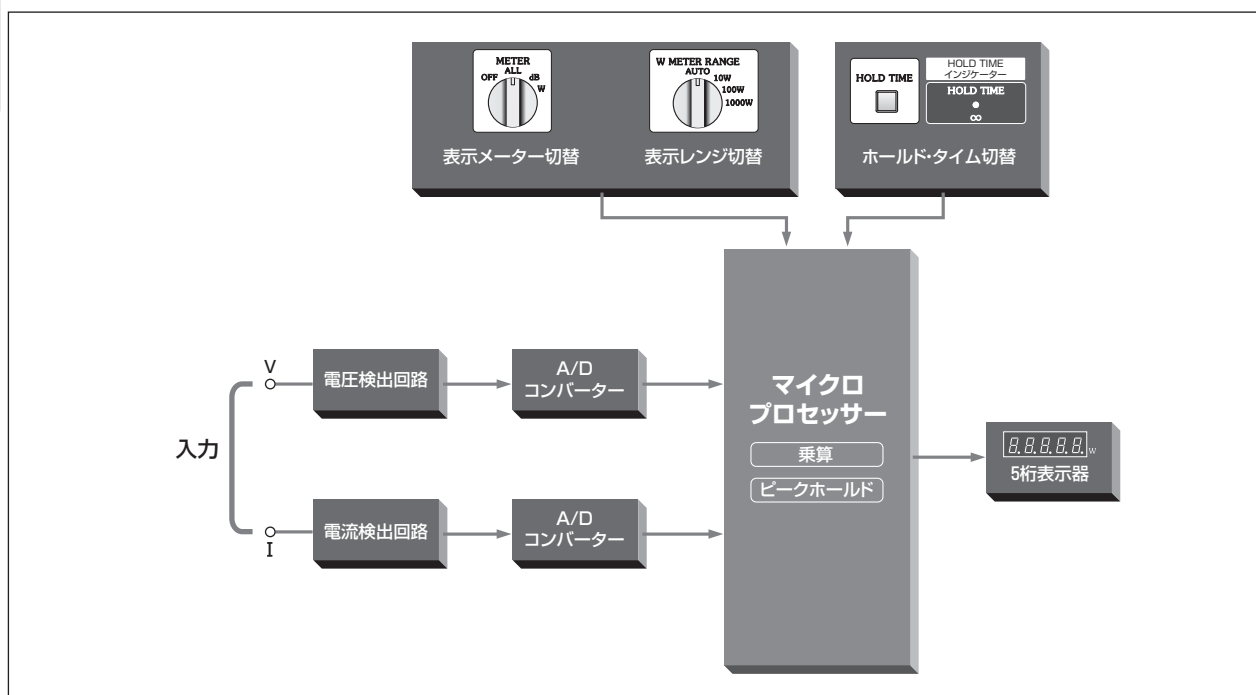 METER
ALL
OFF
dB
W
表示メーター切替
W METER RANGE
AUTO
10W
100W
1000W
表示レンジ切替
HOLD TIME
HOLD TIME
インジケーター
HOLD TIME
∞
ホールド・タイム切替
入力
V
電圧検出回路
A/D
コンバーター
I
電流検出回路
A/D
コンバーター
マイクロ
プロセッサー
乗算
ピークホールド
8.8.8.8.8. W
5桁表示器